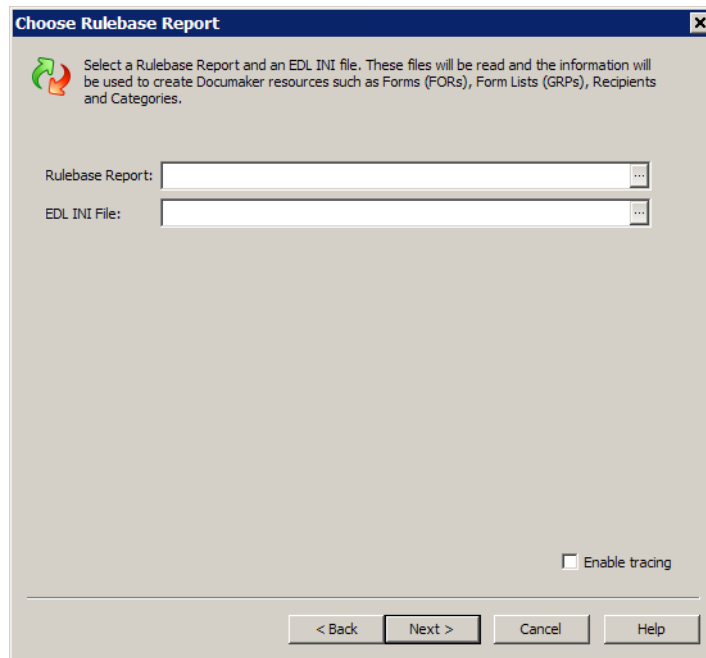 Choose Rulebase Report
Select a Rulebase Report and an EDL INI file. These files will be read and the information will
be used to create Documaker resources such as Forms (FORs), Form Lists (GRPs), Recipients
and Categories.
Rulebase Report:
...
EDL INI File:
...
Enable tracing
< Back
Next >
Cancel
Help